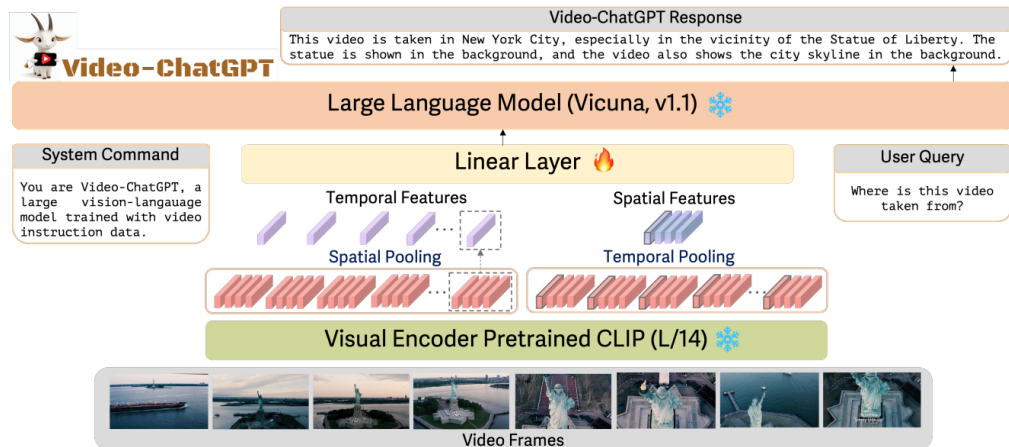 Video-ChatGPT Response
This video is taken in New York City, especially in the vicinity of the Statue of Liberty. The
statue is shown in the background, and the video also shows the city skyline in the background.
Video-ChatGPT
Large Language Model (Vicuna, v1.1)
System Command
You are Video-ChatGPT, a
large vision-langauage
model trained with video
instruction data.
Linear Layer
User Query
Where is this video
taken from?
Temporal Features
Spatial Features
Spatial Pooling
Temporal Pooling
Visual Encoder Pretrained CLIP (L/14)
Video Frames